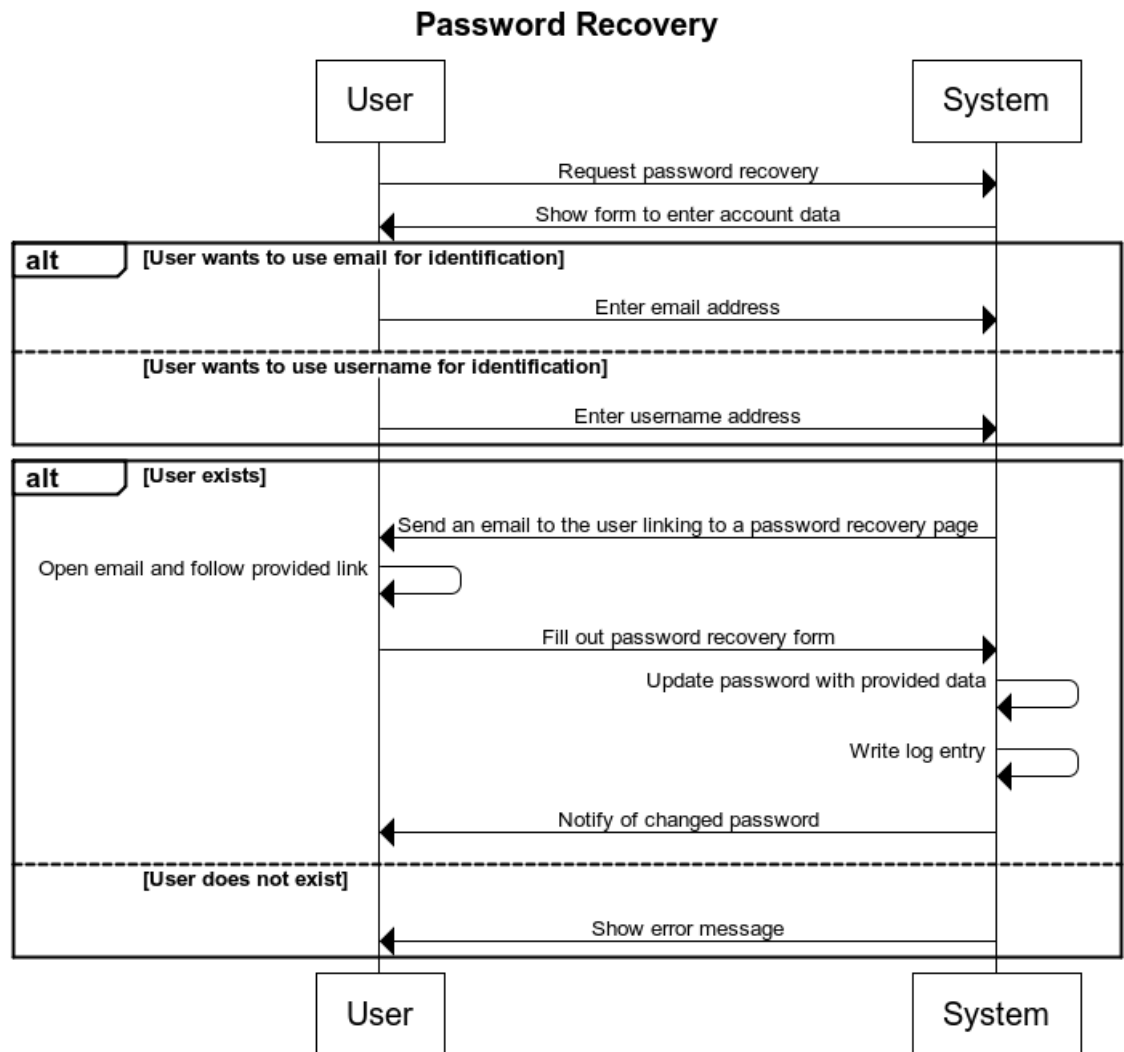 Password Recovery
User
System
Request password recovery
Show form to enter account data
alt
[User wants to use email for identification]
Enter email address
[User wants to use username for identification]
Enter username address
alt
[User exists]
Send an email to the user linking to a password recovery page
Open email and follow provided link
Fill out password recovery form
Update password with provided data
Write log entry
Notify of changed password
[User does not exist]
Show error message
User
System